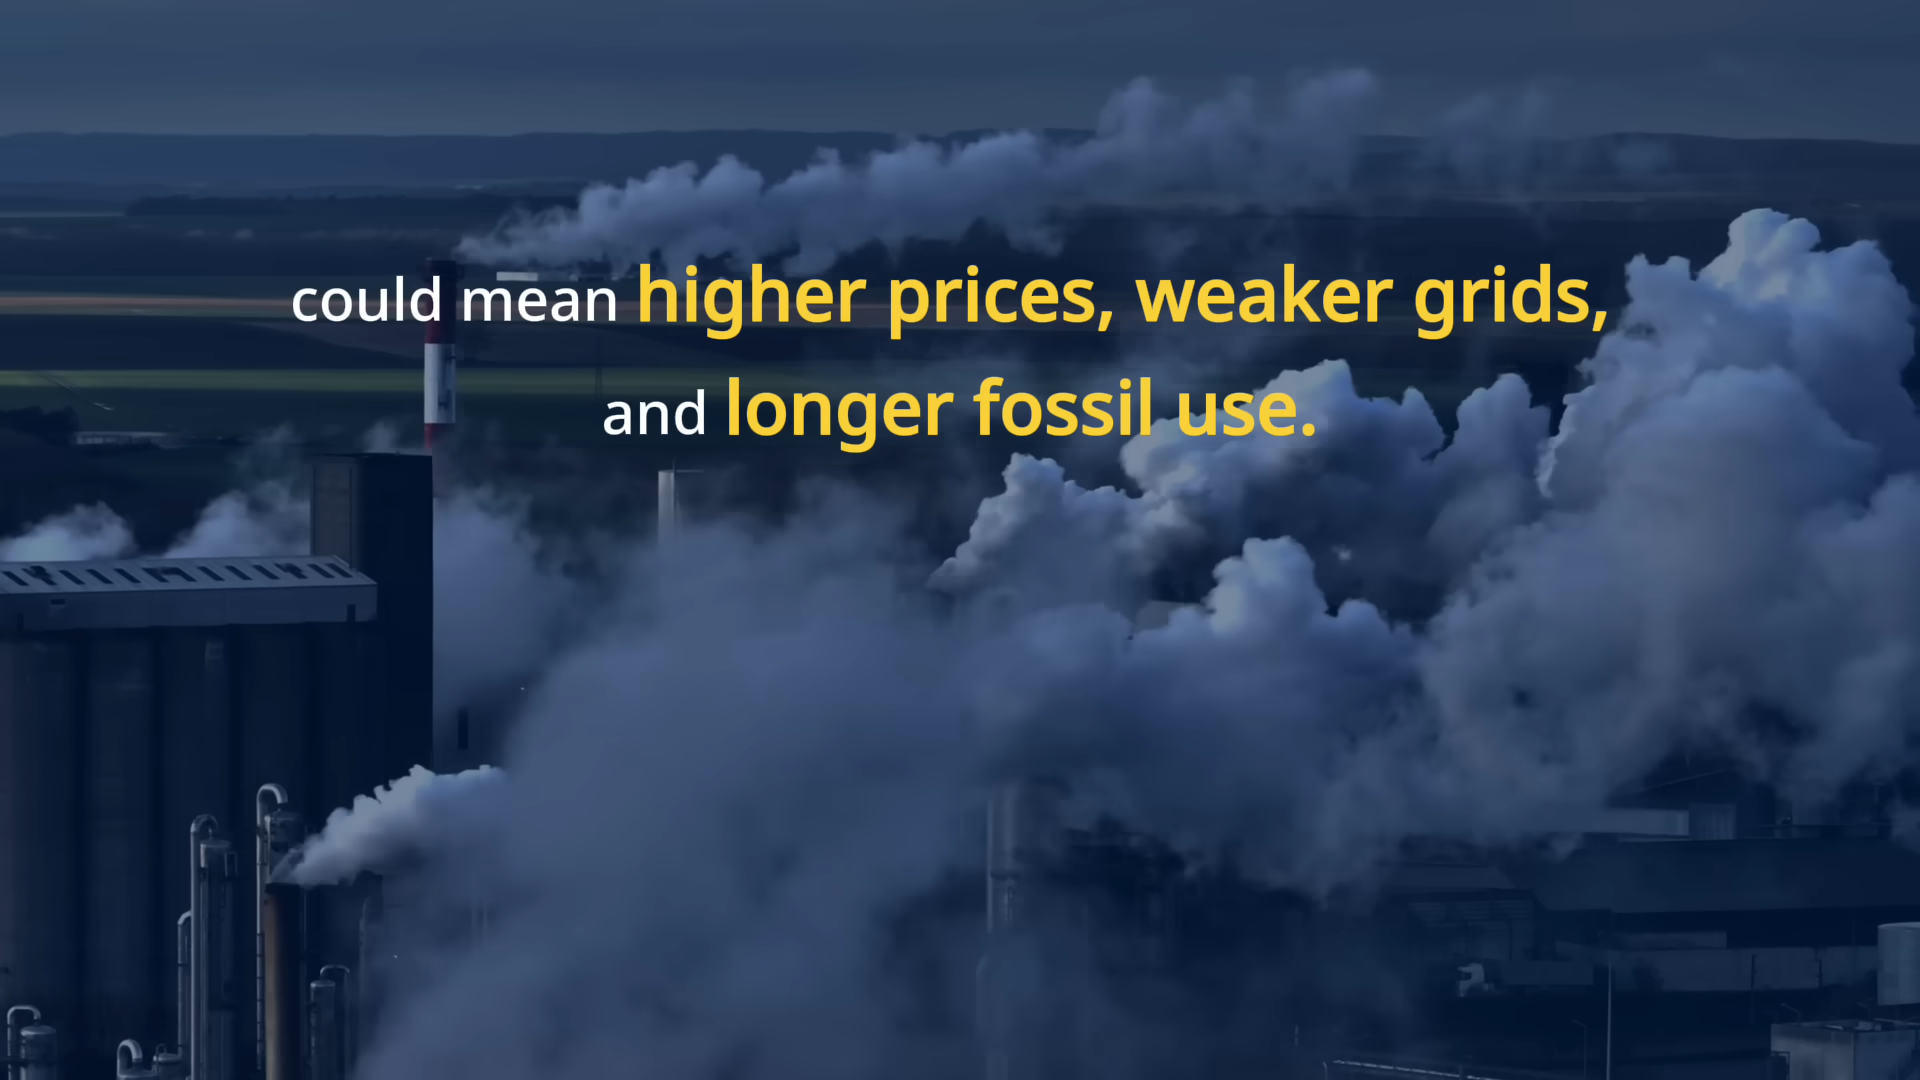 could mean higher prices, weaker grids,
and longer fossil use.